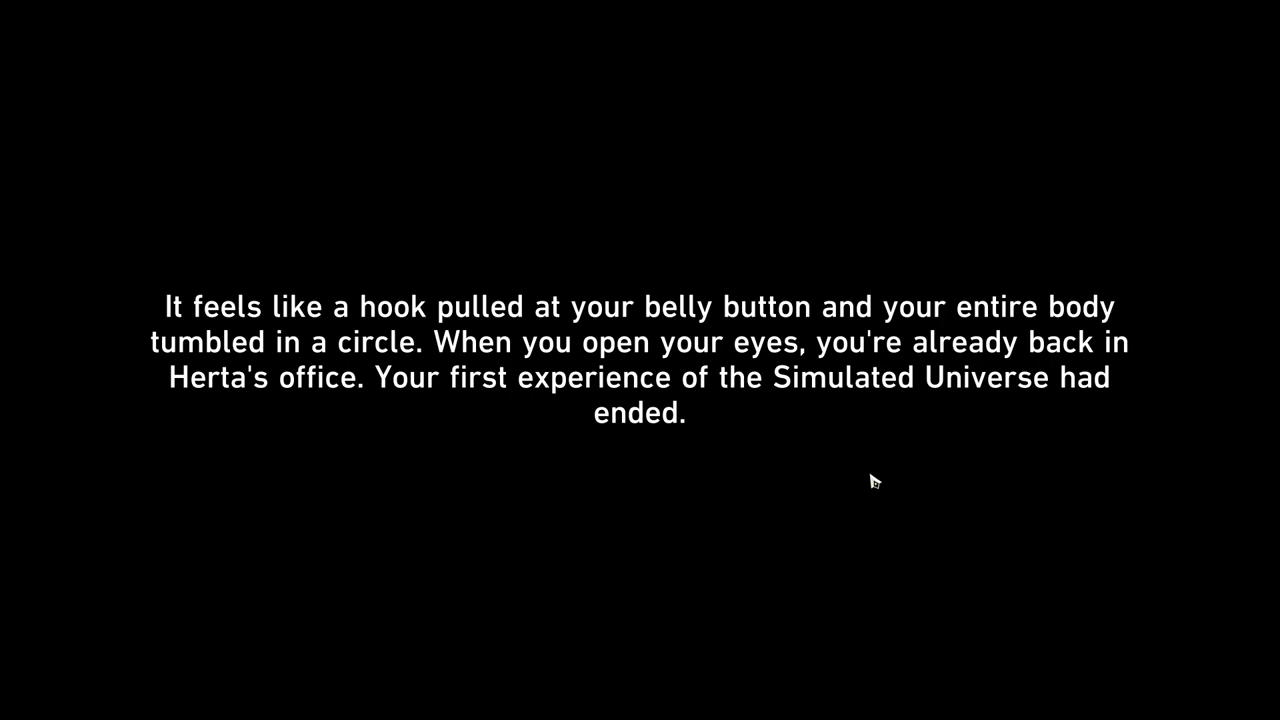 It feels like a hook pulled at your belly button and your entire body
tumbled in a circle. When you open your eyes, you're already back in
Herta's office. Your first experience of the Simulated Universe had
ended.